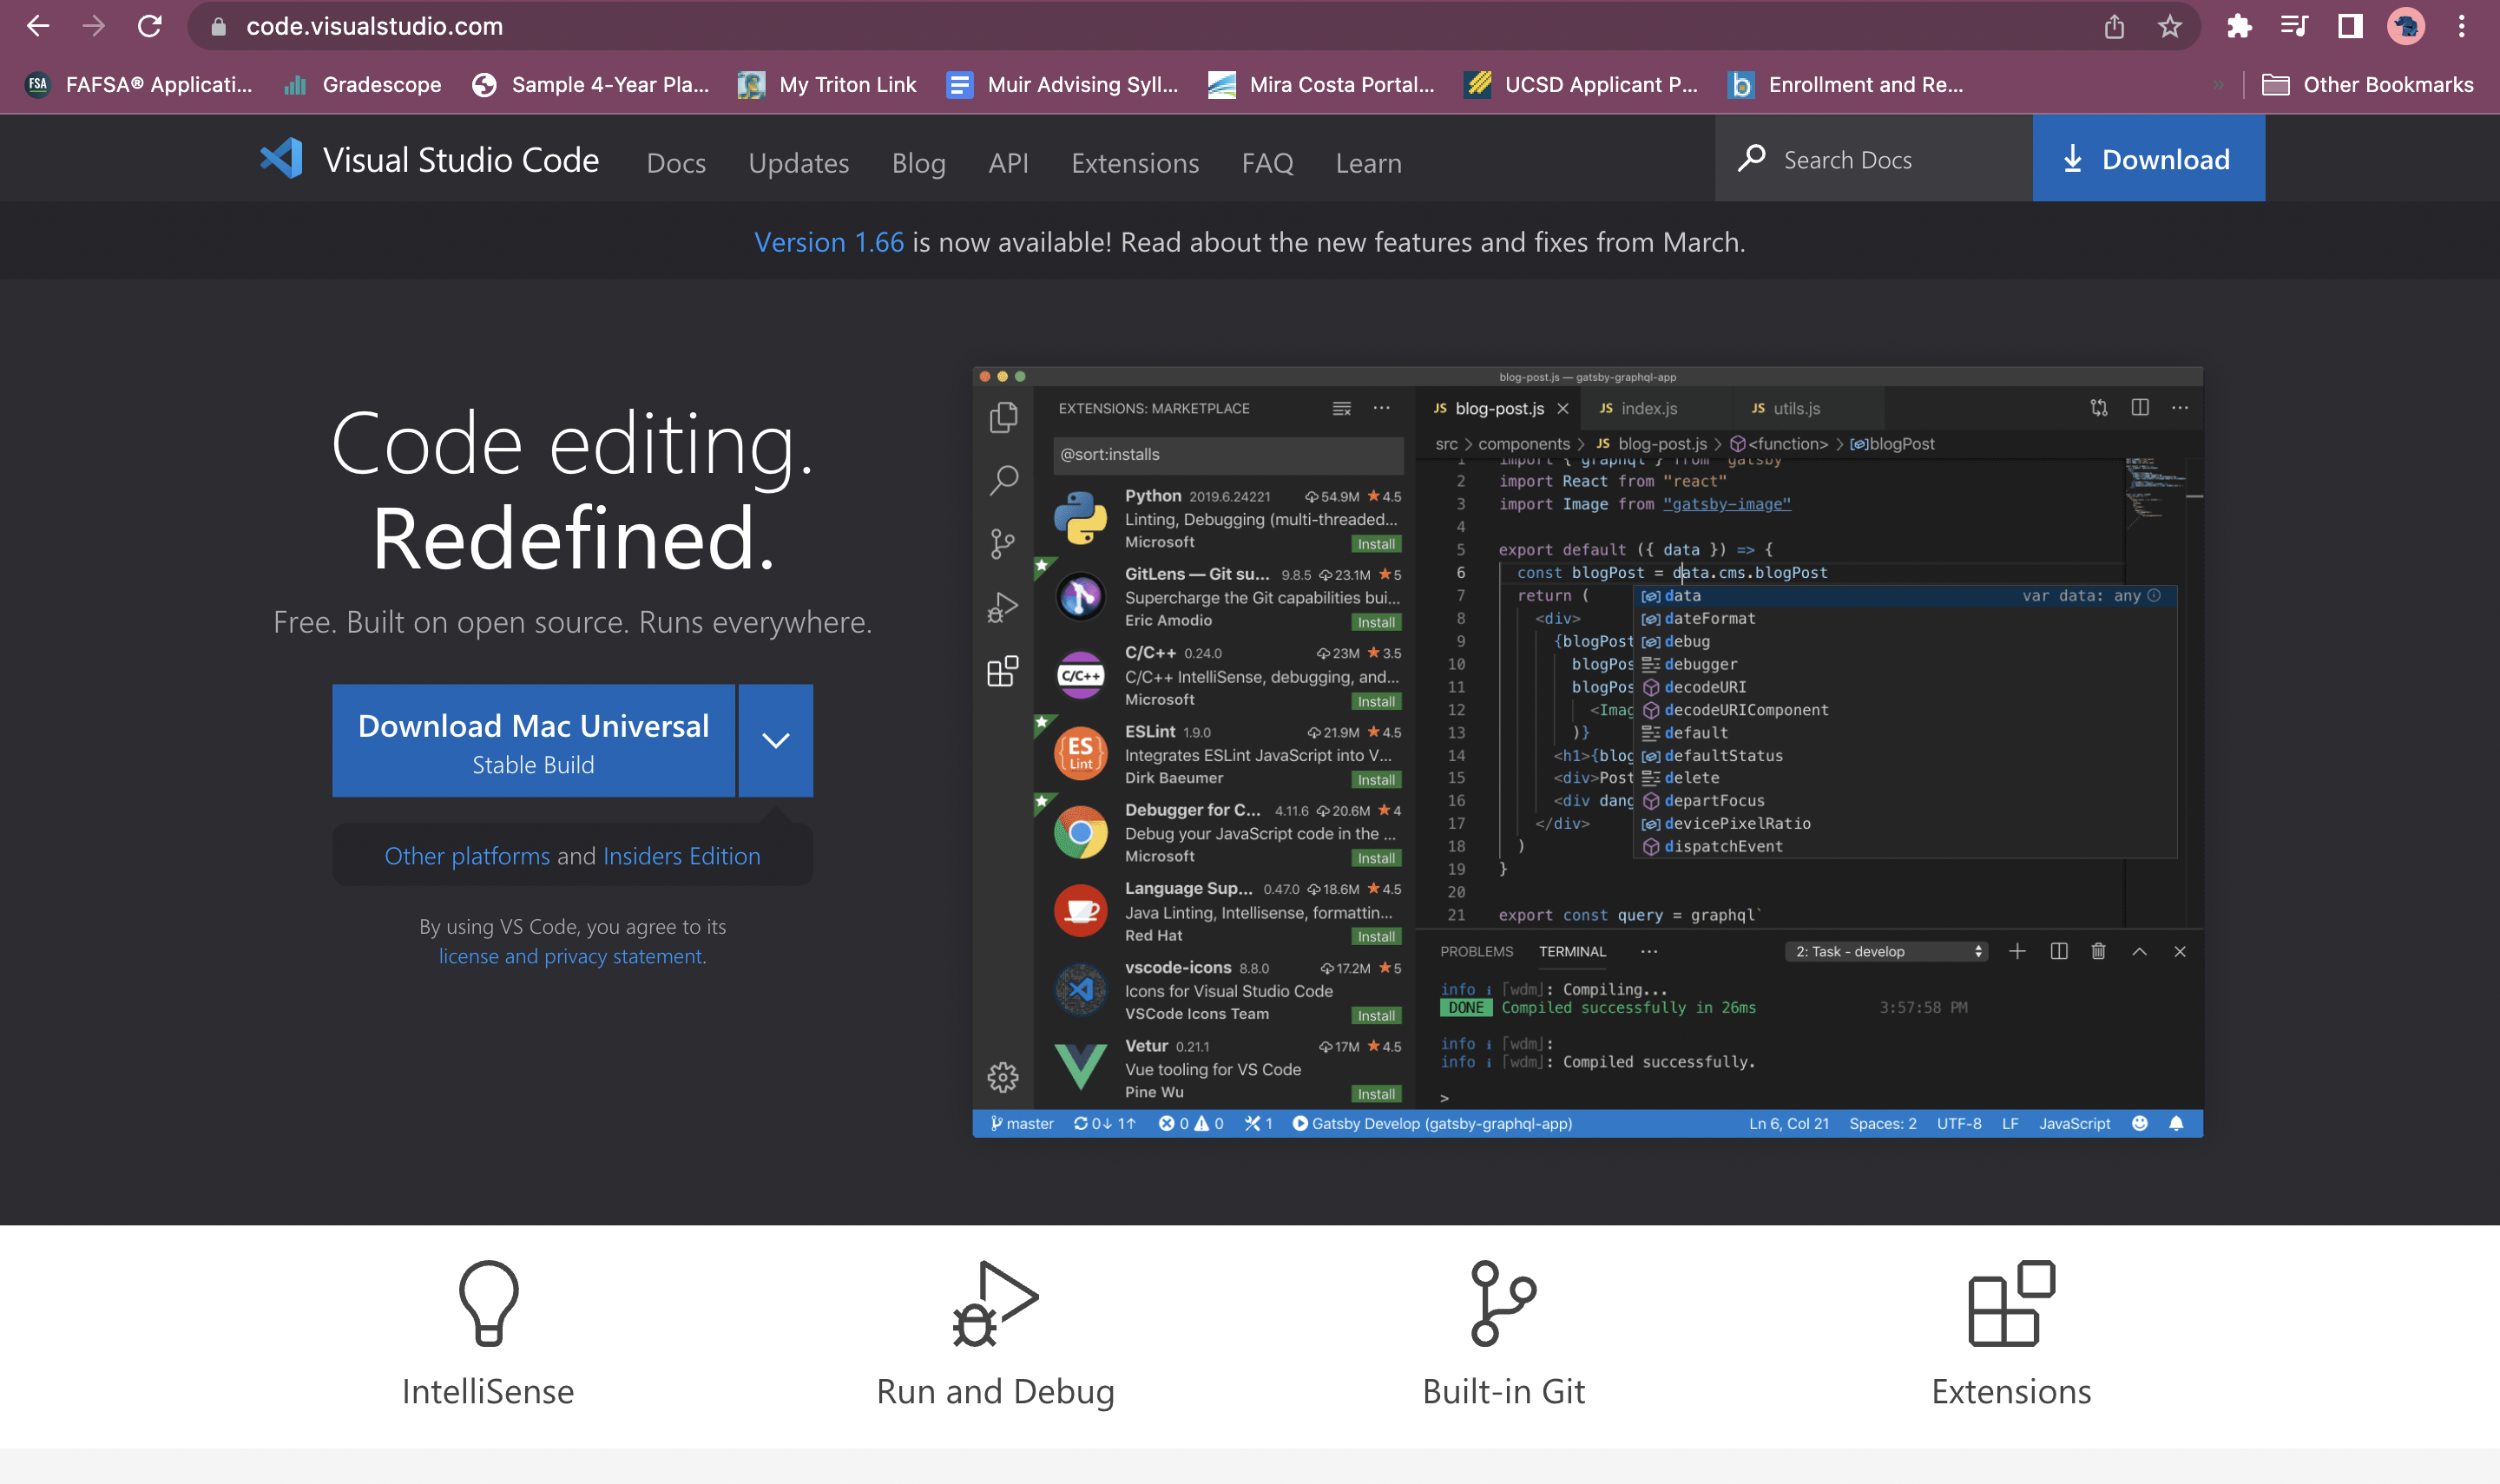 code.visualstudio.com
FSA FAFSA® Applicati... Gradescope Sample 4-Year Pla... My Triton Link Muir Advising Syll... Mira Costa Portal... UCSD Applicant P... b Enrollment and Re... » Other Bookmarks
Visual Studio Code Docs Updates Blog API Extensions FAQ Learn Search Docs Download
Version 1.66 is now available! Read about the new features and fixes from March.
Code editing.
Redefined.
Free. Built on open source. Runs everywhere.
Download Mac Universal
Stable Build
Other platforms and Insiders Edition
By using VS Code, you agree to its
license and privacy statement.
blog-post.js — gatsby-graphql-app
EXTENSIONS: MARKETPLACE
@sort:installs
Python 2019.6.24221 54.9M ★ 4.5
Linting, Debugging (multi-threaded...
Microsoft Install
GitLens — Git su... 9.8.5 23.1M ★ 5
Supercharge the Git capabilities bui...
Eric Amodio Install
C/C++
C/C++ 0.24.0 23M ★ 3.5
C/C++ IntelliSense, debugging, and...
Microsoft Install
ES
Lint
ESLint 1.9.0 21.9M ★ 4.5
Integrates ESLint JavaScript into V...
Dirk Baeumer Install
Debugger for C... 4.11.6 20.6M ★ 4
Debug your JavaScript code in the ...
Microsoft Install
Language Sup... 0.47.0 18.6M ★ 4.5
Java Linting, Intellisense, formattin...
Red Hat Install
vscode-icons 8.8.0 17.2M ★ 5
Icons for Visual Studio Code
VSCode Icons Team Install
Vetur 0.21.1 17M ★ 4.5
Vue tooling for VS Code
Pine Wu Install
JS blog-post.js JS index.js JS utils.js
src > components > JS blog-post.js > <function> > blogPost
1 import { graphql } from "gatsby"
2 import React from "react"
3 import Image from "gatsby-image"
4
5 export default ({ data }) => {
6 const blogPost = data.cms.blogPost
7 return (
8 <div>
9 {blogPost
10 blogPos
11 blogPos
12 <Imag
13 )}
14 <h1>{blog
15 <div>Post
16 <div dang
17 </div>
18 )
19 }
20
21 export const query = graphql`
data var data: any
dateFormat
debug
debugger
decodeURI
decodeURIComponent
default
defaultStatus
delete
departFocus
devicePixelRatio
dispatchEvent
PROBLEMS TERMINAL ··· 2: Task - develop
info i ｢wdm｣: Compiling...
DONE Compiled successfully in 26ms 3:57:58 PM
info i ｢wdm｣:
info i ｢wdm｣: Compiled successfully.
>
master 0↓ 1↑ 0 0 1 Gatsby Develop (gatsby-graphql-app) Ln 6, Col 21 Spaces: 2 UTF-8 LF JavaScript
IntelliSense Run and Debug Built-in Git Extensions